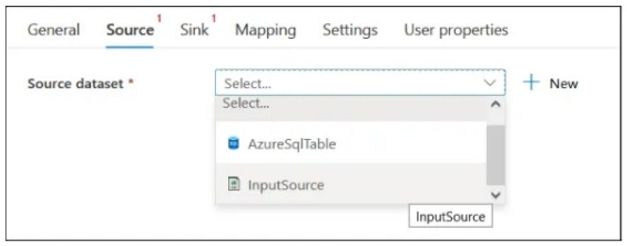 General Source 1 Sink 1 Mapping Settings User properties
Source dataset * Select... + New
Select...
AzureSqlTable
InputSource
InputSource